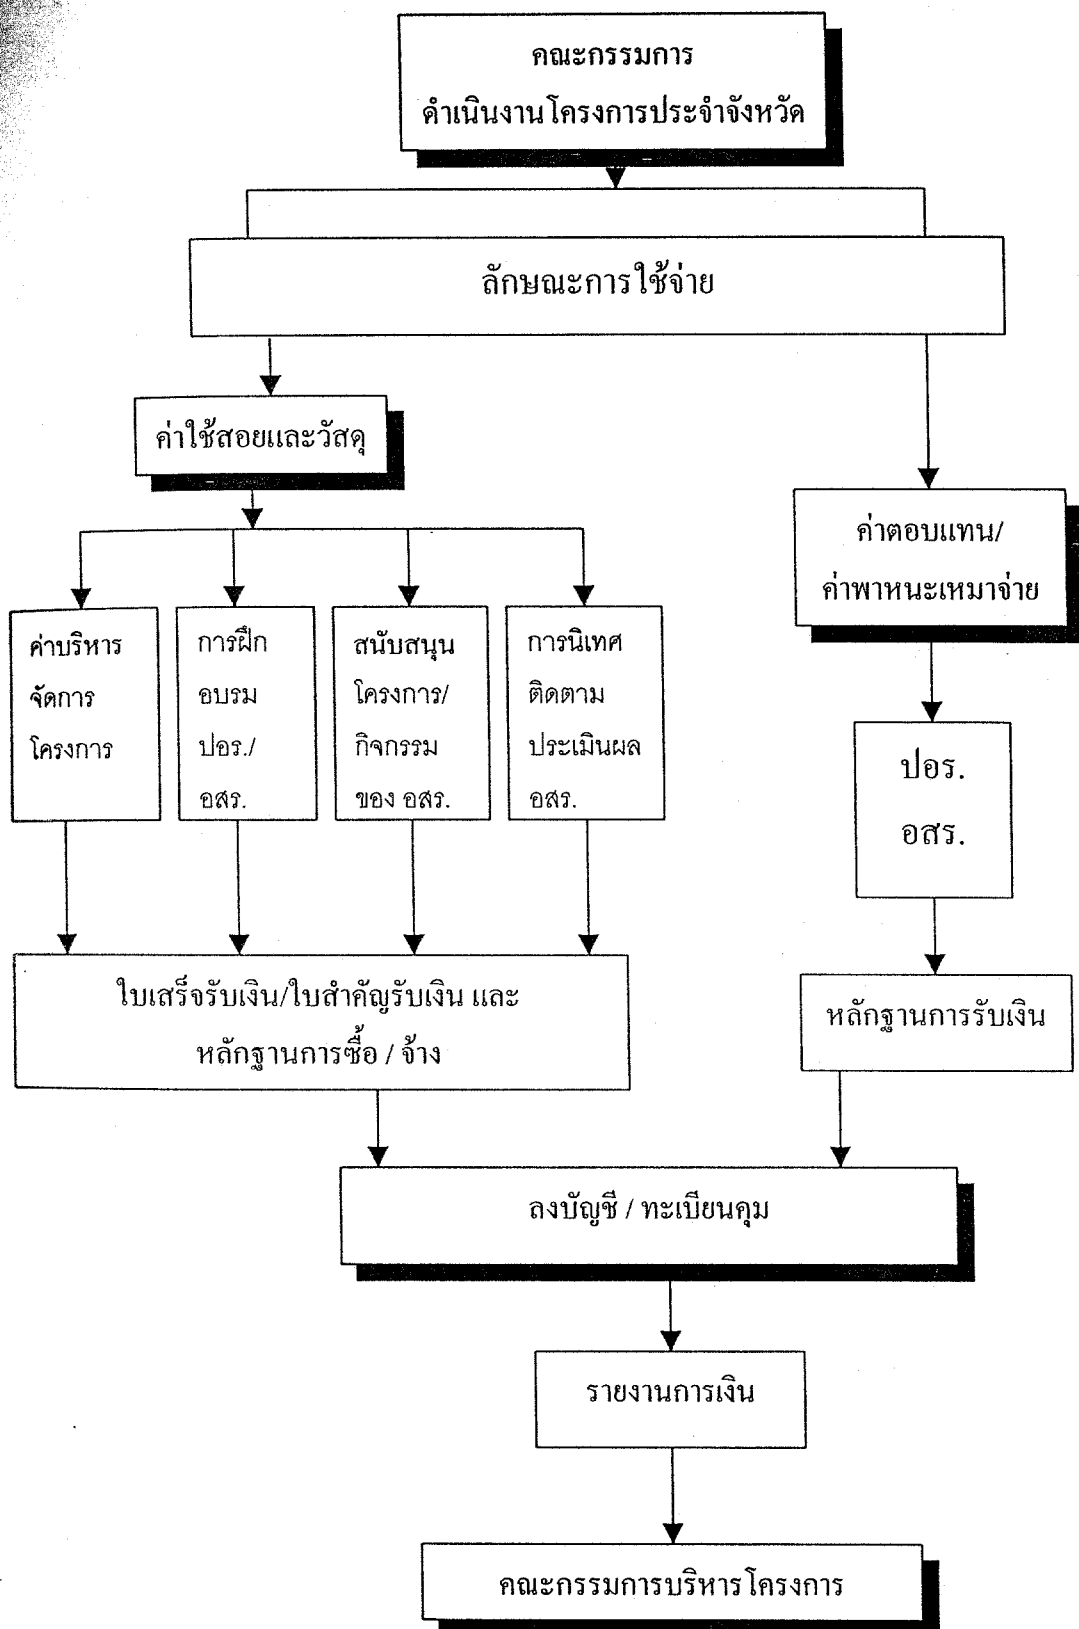 คณะกรรมการ
ดำเนินงานโครงการประจำจังหวัด
ลักษณะการใช้จ่าย
ค่าใช้สอยและวัสดุ
ค่าตอบแทน/
ค่าพาหนะเหมาจ่าย
ค่าบริหาร
จัดการ
โครงการ
การฝึก
อบรม
ปอร./
อสร.
สนับสนุน
โครงการ/
กิจกรรม
ของ อสร.
การนิเทศ
ติดตาม
ประเมินผล
อสร.
ปอร.
อสร.
ใบเสร็จรับเงิน/ใบสำคัญรับเงิน และ
หลักฐานการซื้อ / จ้าง
หลักฐานการรับเงิน
ลงบัญชี / ทะเบียนคุม
รายงานการเงิน
คณะกรรมการบริหารโครงการ